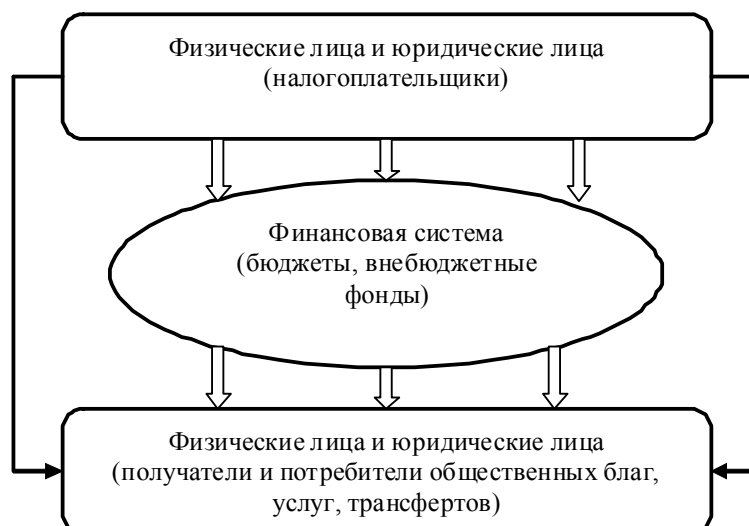 Физические лица и юридические лица
(налогоплательщики)
Финансовая система
(бюджеты, внебюджетные
фонды)
Физические лица и юридические лица
(получатели и потребители общественных благ,
услуг, трансфертов)